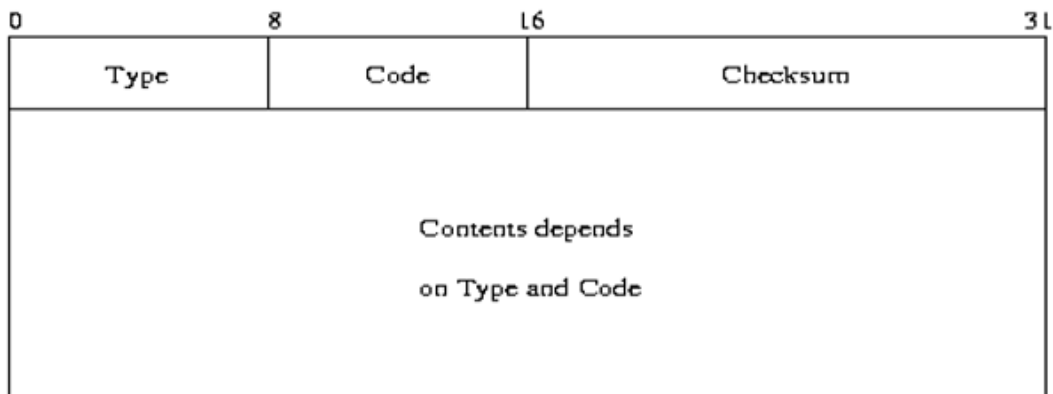 0 8 16 31
Type Code Checksum
Contents depends
on Type and Code